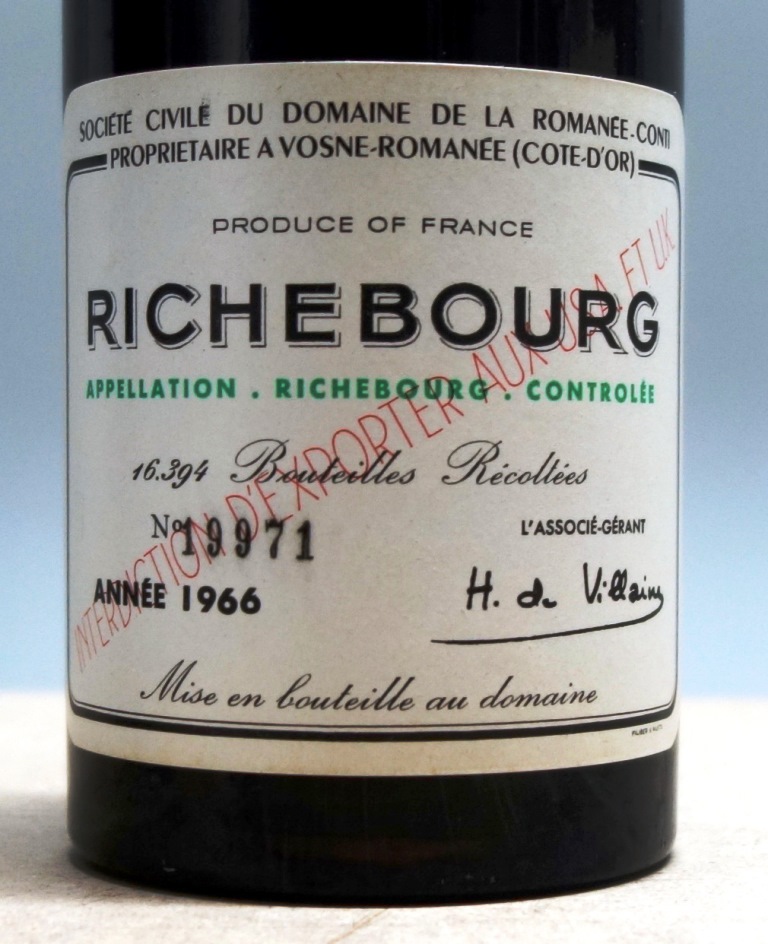 SOCIÉTÉ CIVILE DU DOMAINE DE LA ROMANÉE-CONTI
PROPRIETAIRE A VOSNE-ROMANÉE (COTE-D'OR)
PRODUCE OF FRANCE
RICHEBOURG
APPELLATION . RICHEBOURG . CONTROLÉE
INTERDICTION D'EXPORTER AUX USA ET UK
16.394 Bouteilles Récoltées
Nº 19971
L'ASSOCIÉ-GÉRANT
ANNÉE 1966
H. de Villaine
Mise en bouteille au domaine